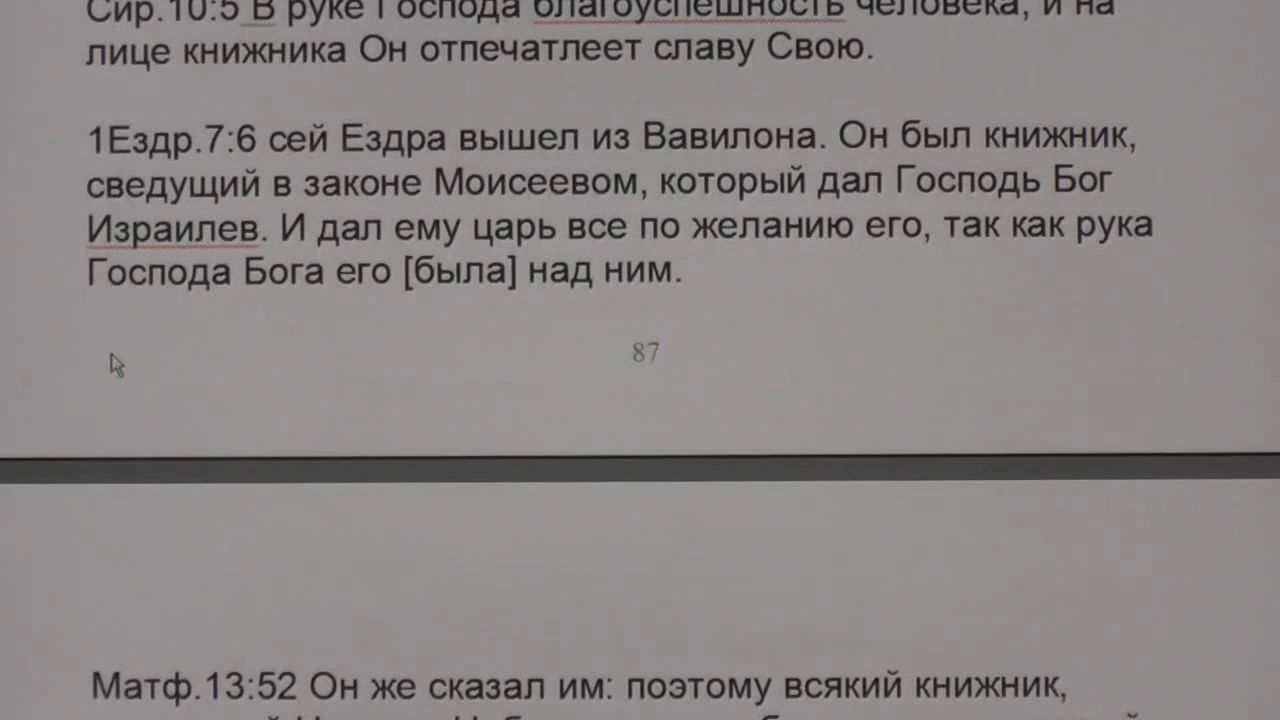 Сир.10:5 В руке Господа благоуспешность человека, и на
лице книжника Он отпечатлеет славу Свою.
1Ездр.7:6 сей Ездра вышел из Вавилона. Он был книжник,
сведущий в законе Моисеевом, который дал Господь Бог
Израилев. И дал ему царь все по желанию его, так как рука
Господа Бога его [была] над ним.
87
Матф.13:52 Он же сказал им: поэтому всякий книжник,